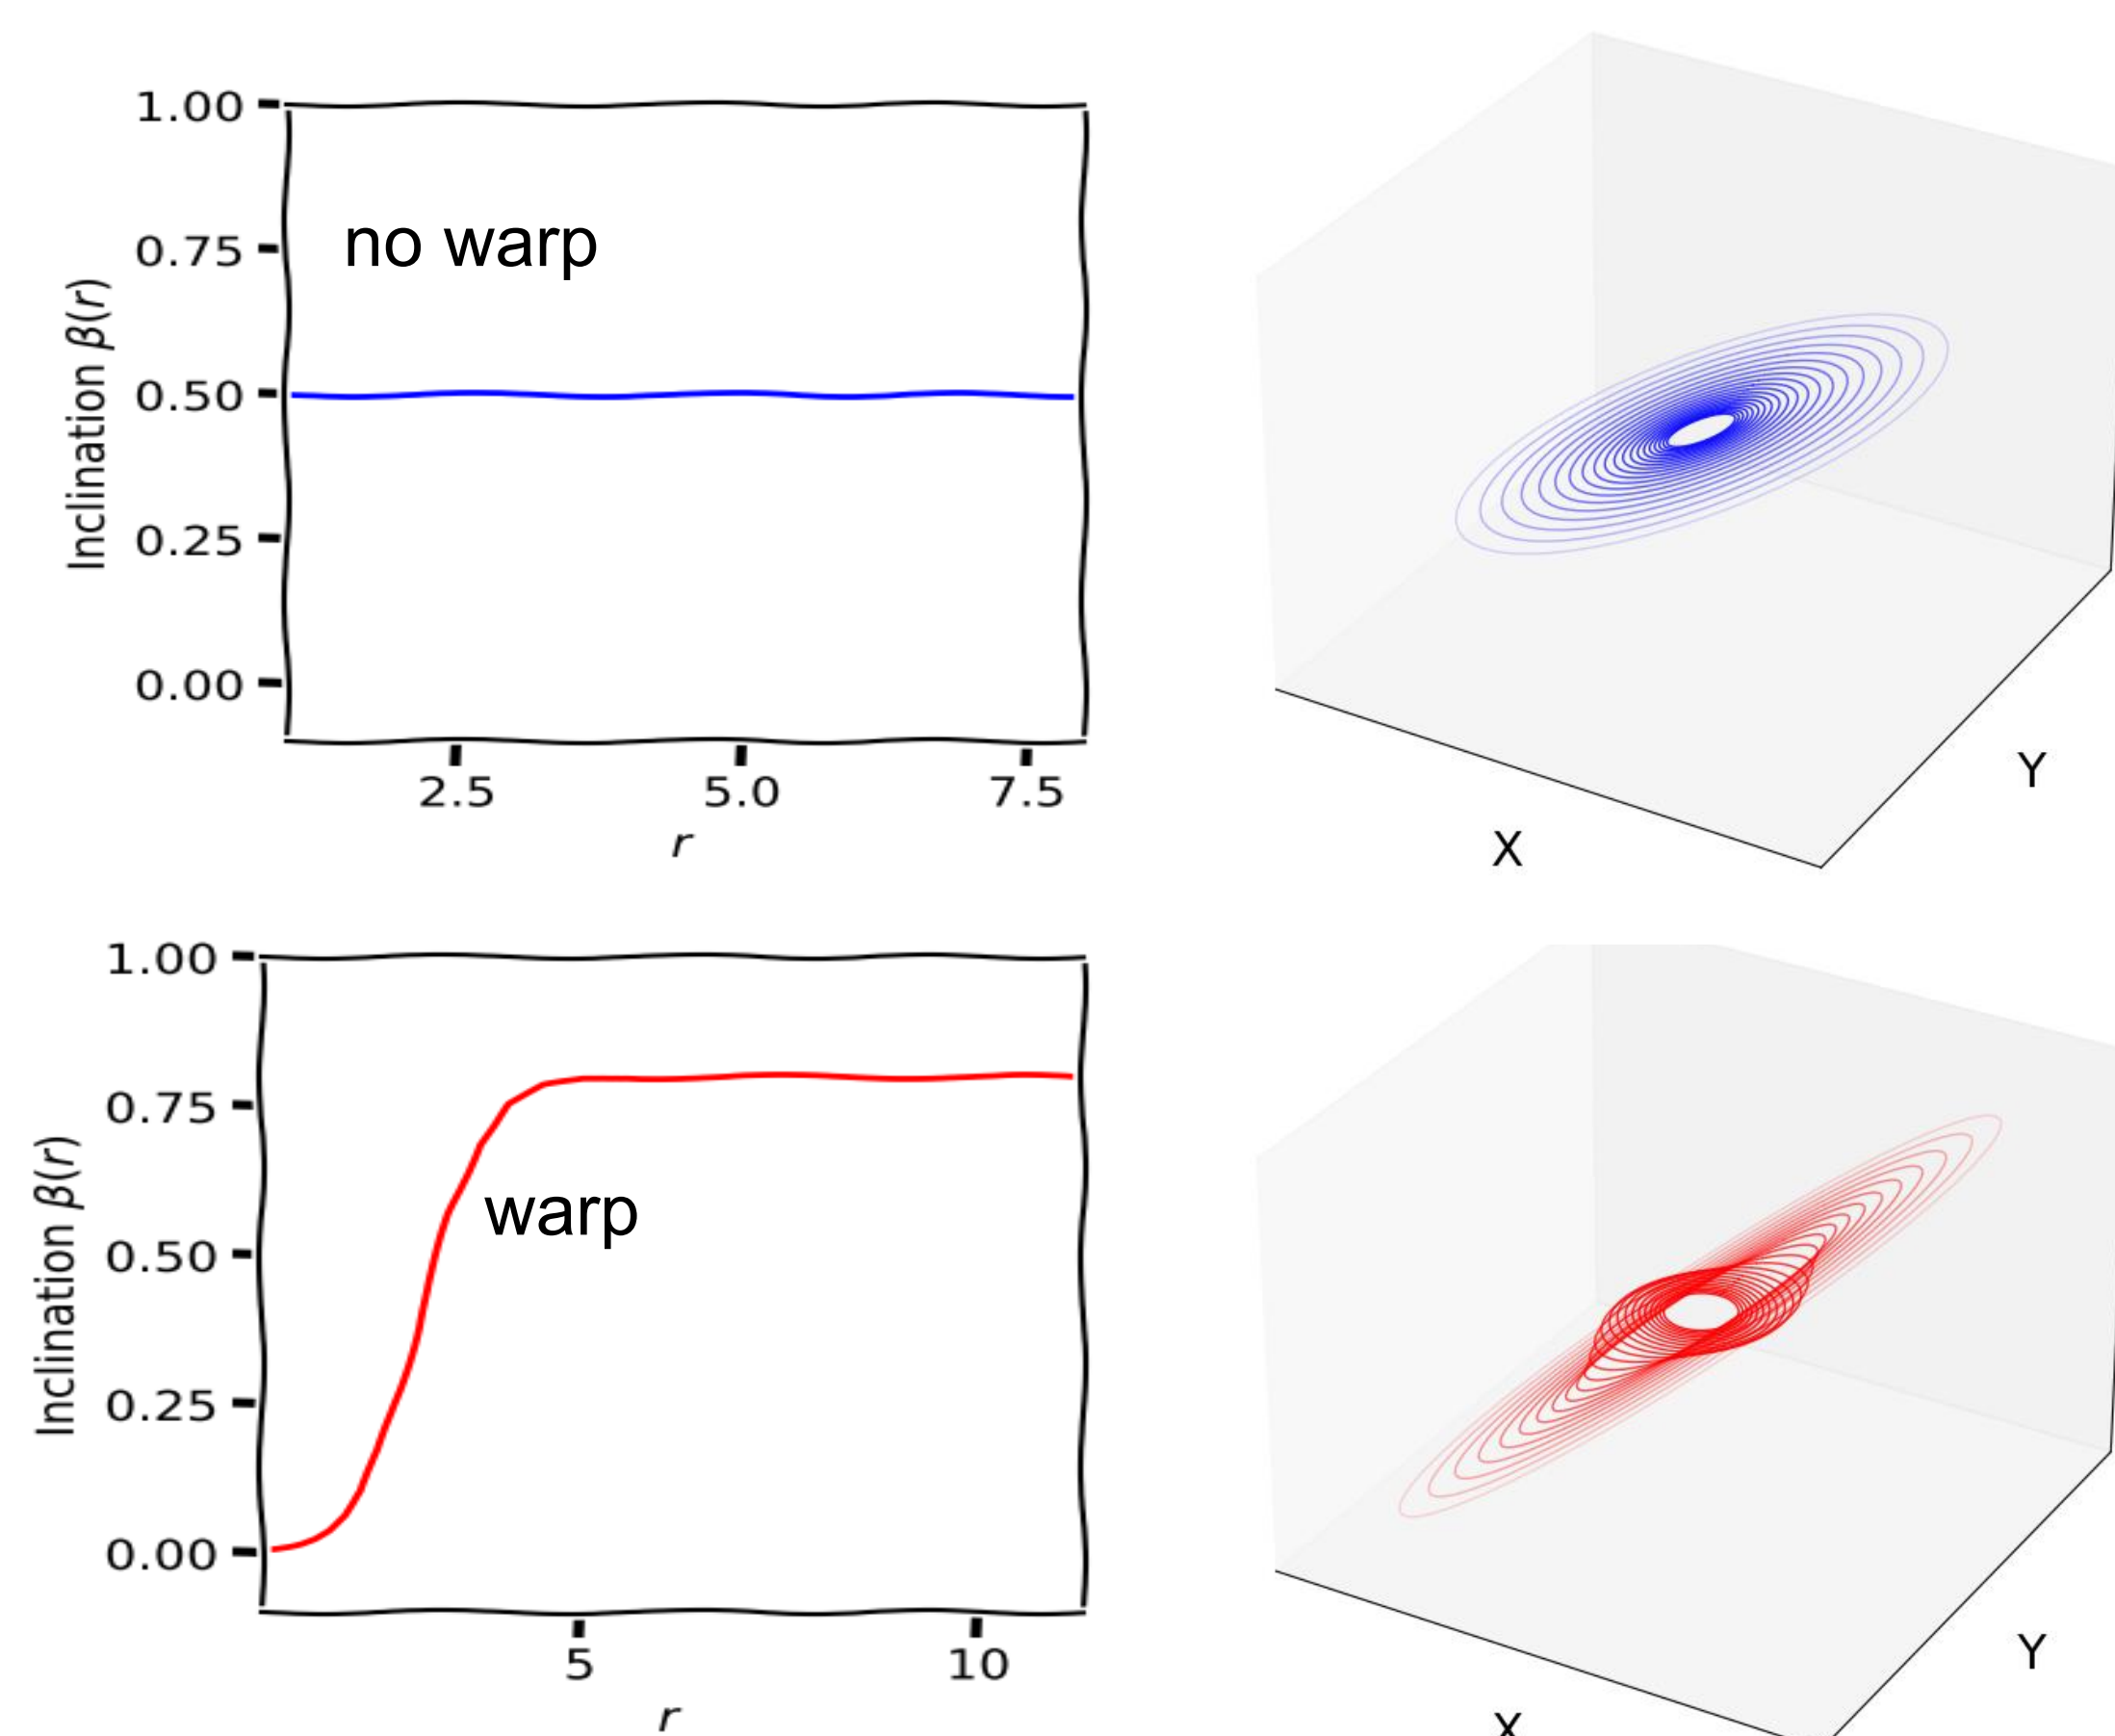 1.00
0.75
0.50
0.25
0.00
Inclination β(r)
no warp
2.5 5.0 7.5
r
X
Y
1.00
0.75
0.50
0.25
0.00
Inclination β(r)
warp
5 10
r
X
Y